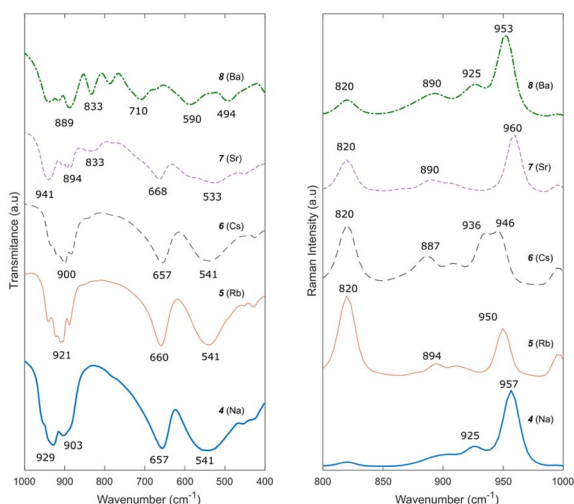 8 (Ba)
889
833
710
590
494
7 (Sr)
941
894
833
668
533
6 (Cs)
900
657
541
5 (Rb)
921
660
541
4 (Na)
929
903
657
541
1000 900 800 700 600 500 400
Wavenumber (cm-1)
Transmitance (a.u)
953
820
890
925
8 (Ba)
960
820
890
7 (Sr)
820
936
946
887
6 (Cs)
820
950
894
5 (Rb)
957
925
4 (Na)
800 850 900 950 1000
Wavenumber (cm-1)
Raman Intensity (a.u)